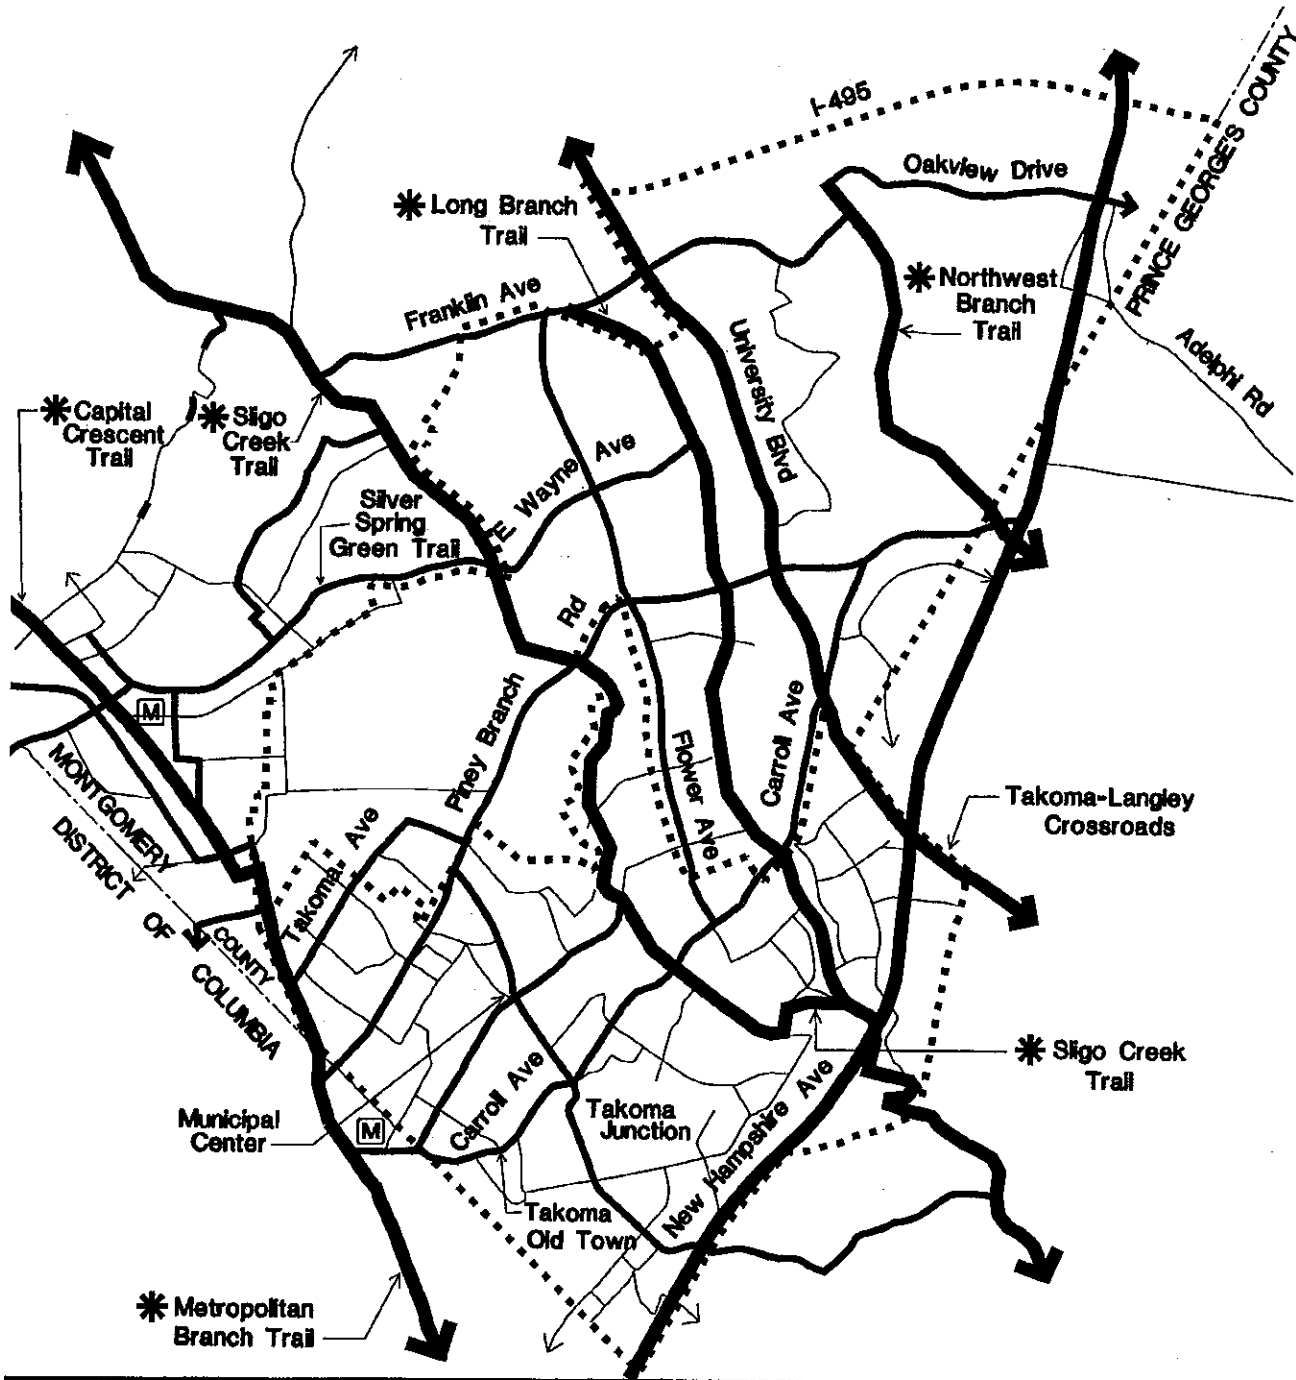 I-495
PRINCE GEORGE'S COUNTY
Oakview Drive
Long Branch
Trail
Northwest
Branch
Trail
Franklin Ave
University Blvd
Adelphi Rd
Capital
Crescent
Trail
Sligo
Creek
Trail
E. Wayne Ave
Silver
Spring
Green Trail
Piney Branch Rd
M
Flower Ave
Carroll Ave
MONTGOMERY COUNTY
DISTRICT OF COLUMBIA
Takoma Ave
Takoma-Langley
Crossroads
Sligo Creek
Trail
Municipal
Center
M
Carroll Ave
Takoma
Junction
New Hampshire Ave
Takoma
Old Town
Metropolitan
Branch Trail